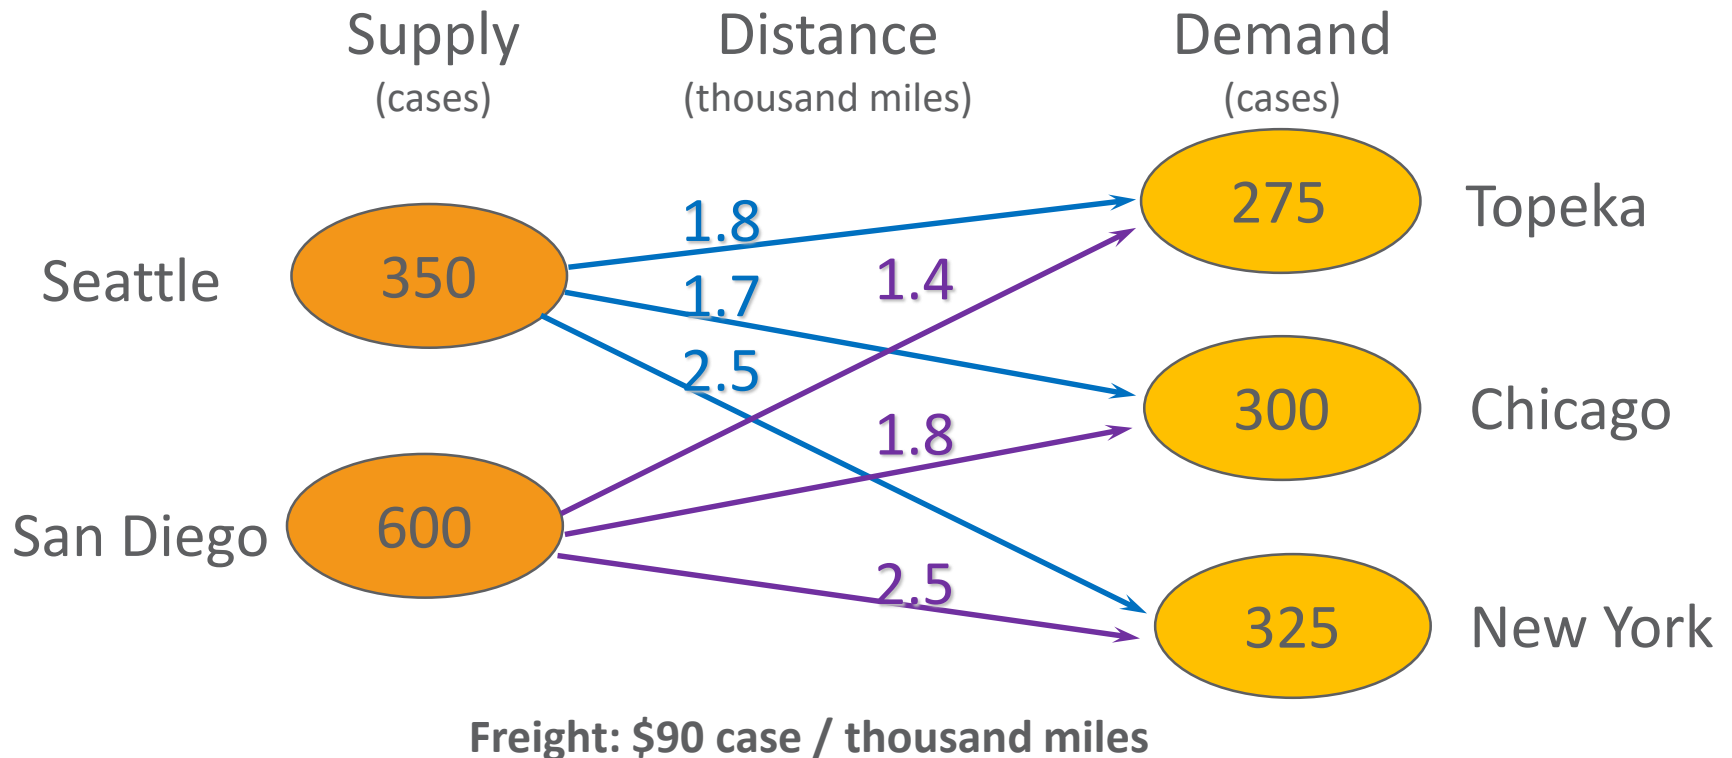 Supply Distance Demand
(cases) (thousand miles) (cases)
1.8 275 Topeka
Seattle 350 1.7 1.4
2.5
1.8 300 Chicago
San Diego 600
2.5 325 New York
Freight: $90 case / thousand miles